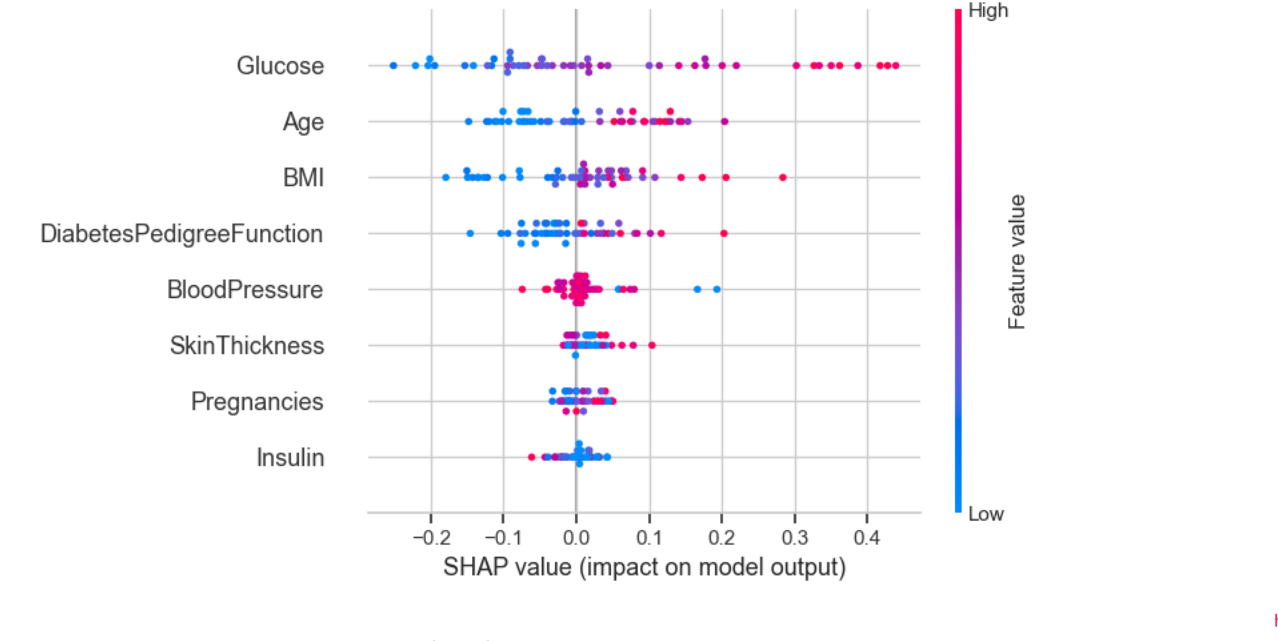 High
Glucose
Age
BMI
DiabetesPedigreeFunction
BloodPressure
SkinThickness
Pregnancies
Insulin
Feature value
Low
−0.2 −0.1 0.0 0.1 0.2 0.3 0.4
SHAP value (impact on model output)